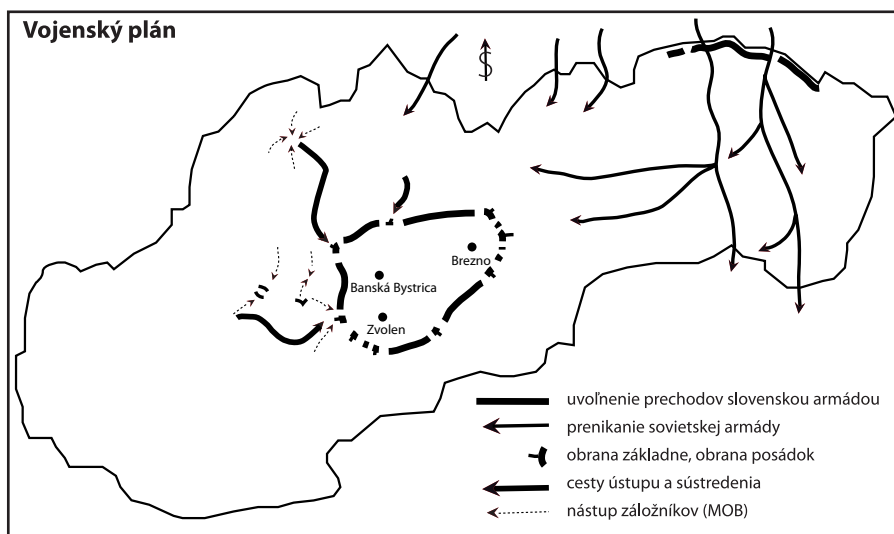 Vojenský plán
Brezno
Banská Bystrica
Zvolen
uvoľnenie prechodov slovenskou armádou
prenikanie sovietskej armády
obrana základne, obrana posádok
cesty ústupu a sústredenia
nástup záložníkov (MOB)